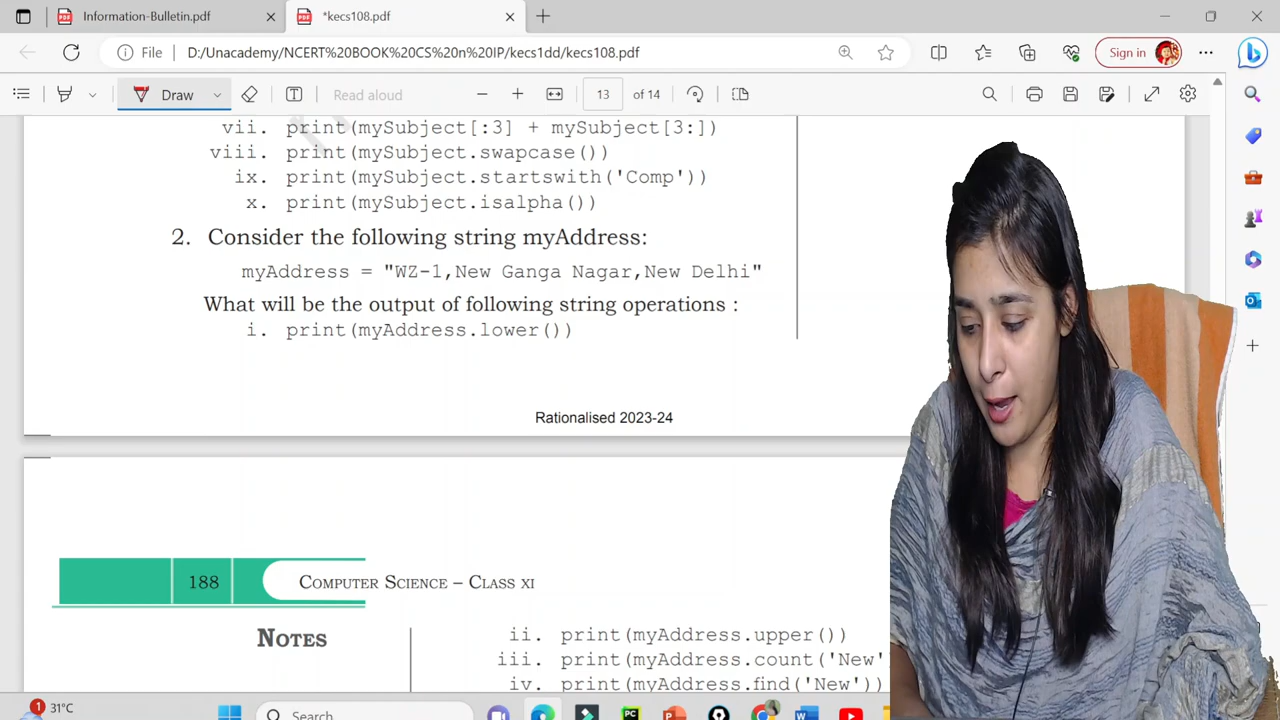 Information-Bulletin.pdf
*kecs108.pdf
File
D:/Unacademy/NCERT%20BOOK%20CS%20n%20IP/kecs1dd/kecs108.pdf
Sign in
Draw
Read aloud
13
of 14
vii. print(mySubject[:3] + mySubject[3:])
viii. print(mySubject.swapcase())
ix. print(mySubject.startswith('Comp'))
x. print(mySubject.isalpha())
2. Consider the following string myAddress:
myAddress = "WZ-1,New Ganga Nagar,New Delhi"
What will be the output of following string operations :
i. print(myAddress.lower())
Rationalised 2023-24
188
COMPUTER SCIENCE – CLASS XI
NOTES
ii. print(myAddress.upper())
iii. print(myAddress.count('New'
iv. print(myAddress.find('New'))
1
31°C
Search